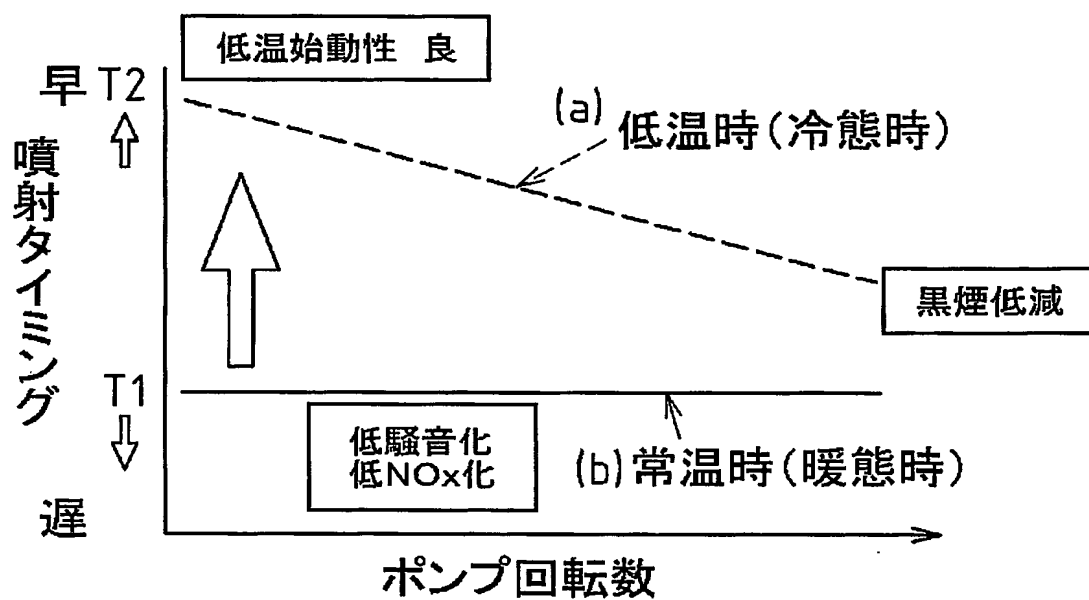 低温始動性 良
早 T2
(a)
低温時(冷態時)
噴射タイミング
黒煙低減
T1
低騒音化
低NOx化
(b)常温時(暖態時)
遅
ポンプ回転数